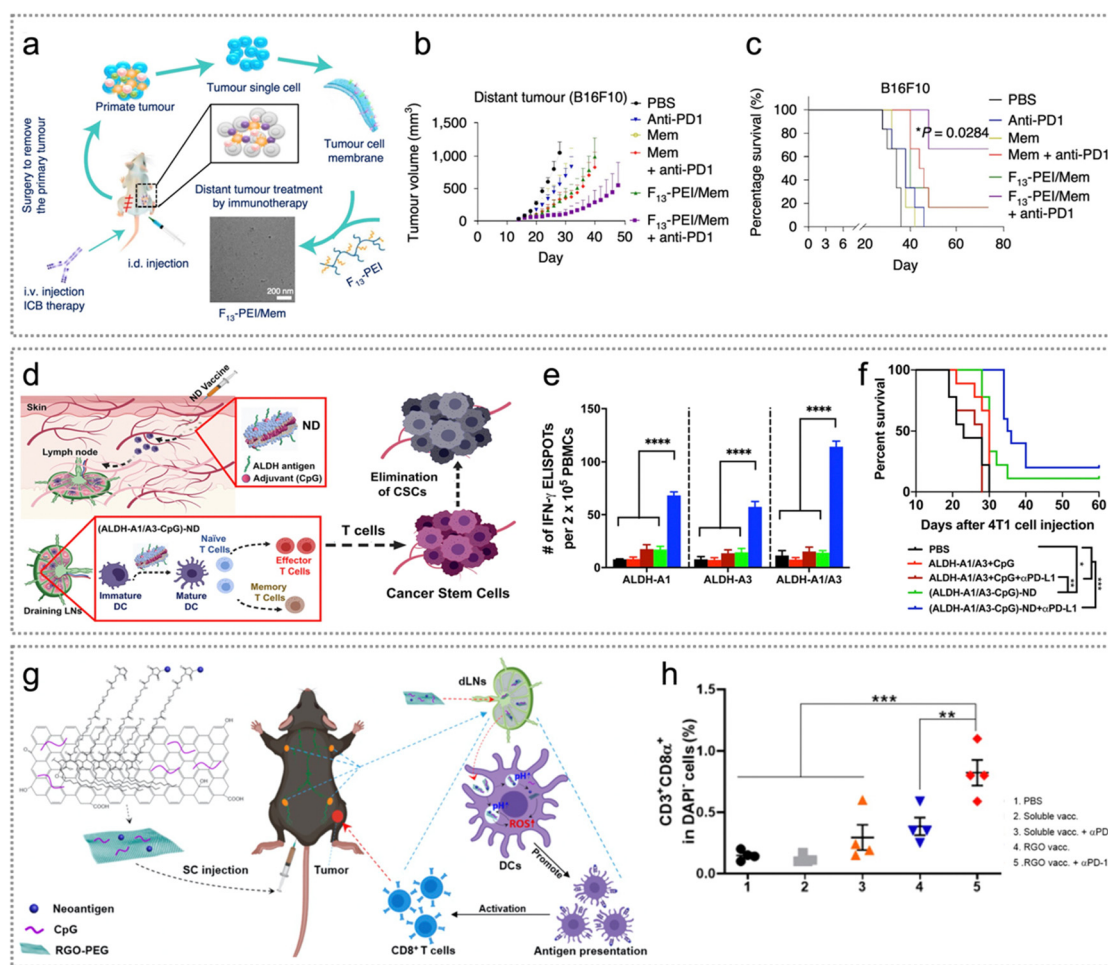 a
Primate tumour
Tumour single cell
Tumour cell
membrane
Surgery to remove
the primary tumour
Distant tumour treatment
by immunotherapy
i.d. injection
i.v. injection
ICB therapy
200 nm
F₁₃-PEI/Mem
F₁₃-PEI
b
Distant tumour (B16F10)
Tumour volume (mm³)
1,500
1,000
500
0
0 10 20 30 40 50
Day
PBS
Anti-PD1
Mem
Mem
+ anti-PD1
F₁₃-PEI/Mem
F₁₃-PEI/Mem
+ anti-PD1
c
B16F10
Percentage survival (%)
100
80
60
40
20
0
*P = 0.0284
0 3 6 20 40 60 80
Day
PBS
Anti-PD1
Mem
Mem + anti-PD1
F₁₃-PEI/Mem
F₁₃-PEI/Mem
+ anti-PD1
d
ND Vaccine
Skin
Lymph node
ND
ALDH antigen
Adjuvant (CpG)
(ALDH-A1/A3-CpG)-ND
Naïve
T Cells
Effector
T Cells
Memory
T Cells
Immature
DC
Mature
DC
Draining LNs
T cells
Elimination
of CSCs
Cancer Stem Cells
e
# of IFN-γ ELISPOTs
per 2 x 10⁵ PBMCs
150
100
50
0
****
****
****
ALDH-A1
ALDH-A3
ALDH-A1/A3
f
Percent survival
100
50
0
10 20 30 40 50 60
Days after 4T1 cell injection
PBS
ALDH-A1/A3+CpG
ALDH-A1/A3+CpG+αPD-L1
(ALDH-A1/A3-CpG)-ND
(ALDH-A1/A3-CpG)-ND+αPD-L1
**
*
***
g
OH
HO
HO
COOH
COOH
SC injection
Tumor
Neoantigen
CpG
RGO-PEG
dLNs
pH↑
pH↑
ROS↑
DCs
Promote
Activation
CD8⁺ T cells
Antigen presentation
h
CD3⁺CD8α⁺
in DAPI⁻ cells (%)
1.5
1.0
0.5
0.0
***
**
1 2 3 4 5
1. PBS
2. Soluble vacc.
3. Soluble vacc. + αPD
4. RGO vacc.
5 .RGO vacc. + αPD-1